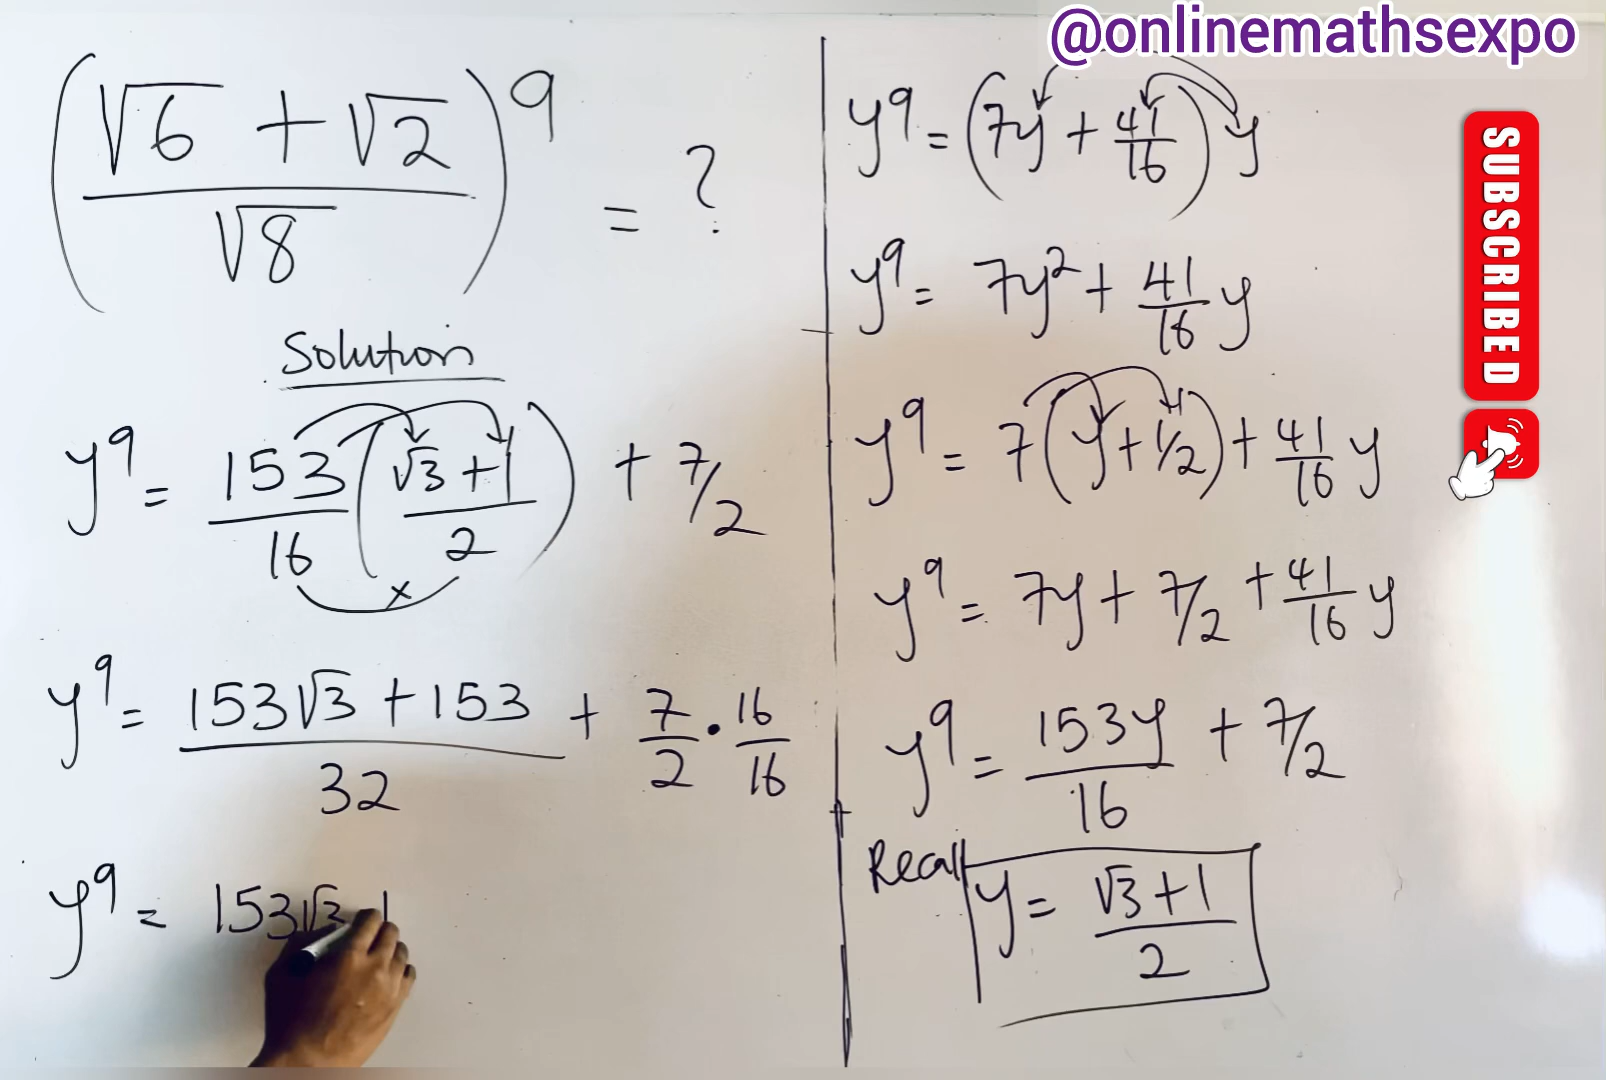 @onlinemathsexpo
((√6 + √2)/√8)^9 = ?
Solution
y^9 = 153/16 ((√3 + 1)/2) + 7/2
x
y^9 = (153√3 + 153)/32 + 7/2 · 16/16
y^9 = 153√3
y^9 = (7y + 41/16) y
y^9 = 7y^2 + 41/16 y
y^9 = 7(y + 1/2) + 41/16 y
y^9 = 7y + 7/2 + 41/16 y
y^9 = 153y/16 + 7/2
Recall y = (√3 + 1)/2
SUBSCRIBED